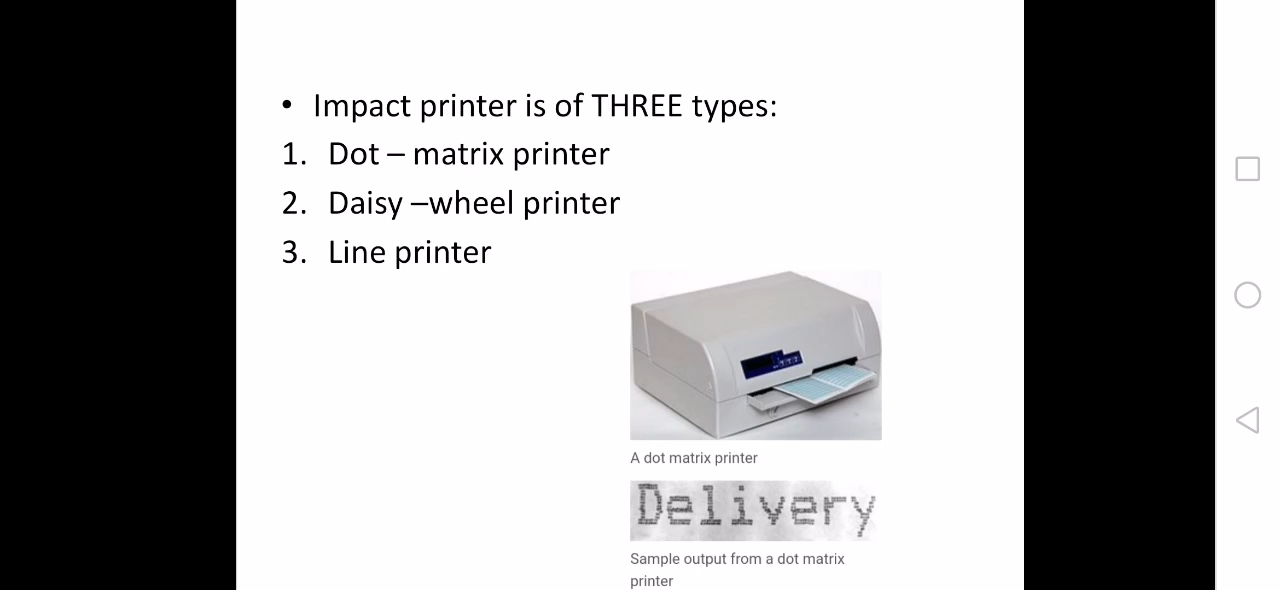 • Impact printer is of THREE types:
1. Dot – matrix printer
2. Daisy –wheel printer
3. Line printer
A dot matrix printer
Delivery
Sample output from a dot matrix
printer